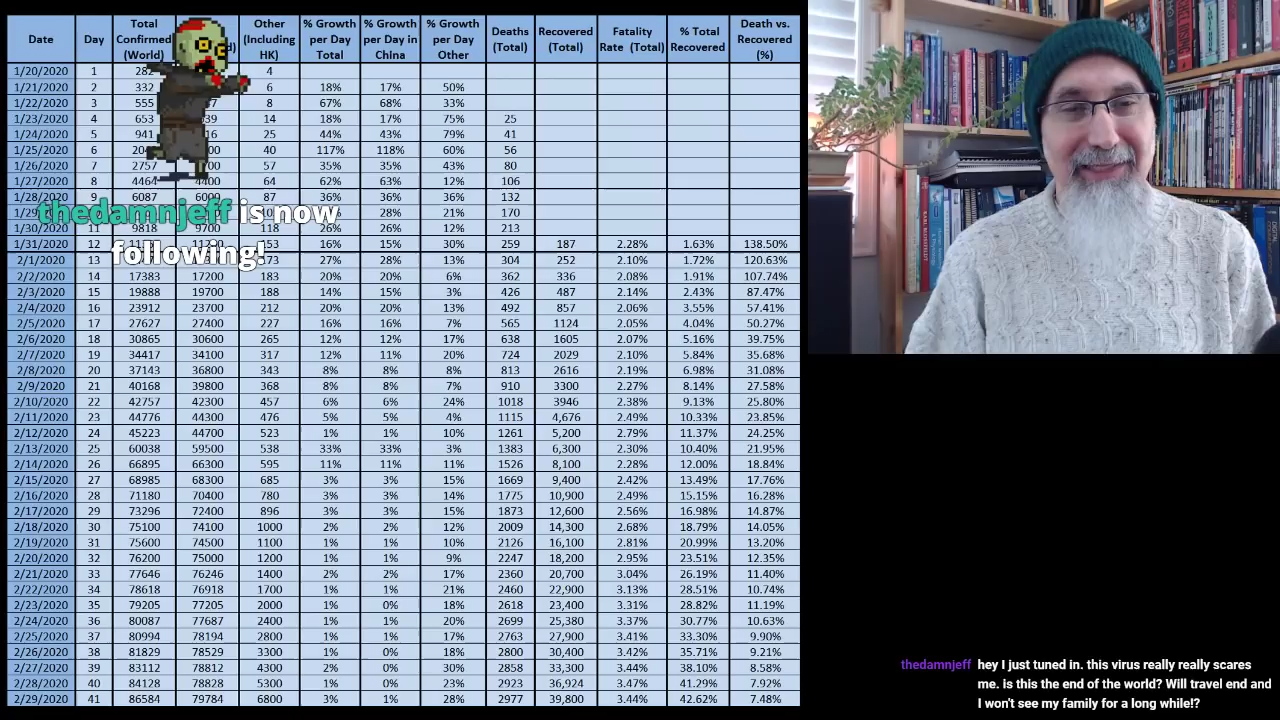 Date Day Total Confirmed (World) Other (Including HK) % Growth per Day Total % Growth per Day in China % Growth per Day Other Deaths (Total) Recovered (Total) Fatality Rate (Total) % Total Recovered Death vs. Recovered (%)
1/20/2020 1 4
1/21/2020 2 332 6 18% 17% 50%
1/22/2020 3 555 8 67% 68% 33%
1/23/2020 4 653 14 18% 17% 75% 25
1/24/2020 5 941 25 44% 43% 79% 41
1/25/2020 6 40 117% 118% 60% 56
1/26/2020 7 2757 57 35% 35% 43% 80
1/27/2020 8 4464 4400 64 62% 63% 12% 106
1/28/2020 9 6087 6000 87 36% 36% 36% 132
28% 21% 170
1/30/2020 11 9818 9700 118 26% 26% 12% 213
1/31/2020 12 153 16% 15% 30% 259 187 2.28% 1.63% 138.50%
2/1/2020 13 173 27% 28% 13% 304 252 2.10% 1.72% 120.63%
2/2/2020 14 17383 17200 183 20% 20% 6% 362 336 2.08% 1.91% 107.74%
2/3/2020 15 19888 19700 188 14% 15% 3% 426 487 2.14% 2.43% 87.47%
2/4/2020 16 23912 23700 212 20% 20% 13% 492 857 2.06% 3.55% 57.41%
2/5/2020 17 27627 27400 227 16% 16% 7% 565 1124 2.05% 4.04% 50.27%
2/6/2020 18 30865 30600 265 12% 12% 17% 638 1605 2.07% 5.16% 39.75%
2/7/2020 19 34417 34100 317 12% 11% 20% 724 2029 2.10% 5.84% 35.68%
2/8/2020 20 37143 36800 343 8% 8% 8% 813 2616 2.19% 6.98% 31.08%
2/9/2020 21 40168 39800 368 8% 8% 7% 910 3300 2.27% 8.14% 27.58%
2/10/2020 22 42757 42300 457 6% 6% 24% 1018 3946 2.38% 9.13% 25.80%
2/11/2020 23 44776 44300 476 5% 5% 4% 1115 4,676 2.49% 10.33% 23.85%
2/12/2020 24 45223 44700 523 1% 1% 10% 1261 5,200 2.79% 11.37% 24.25%
2/13/2020 25 60038 59500 538 33% 33% 3% 1383 6,300 2.30% 10.40% 21.95%
2/14/2020 26 66895 66300 595 11% 11% 11% 1526 8,100 2.28% 12.00% 18.84%
2/15/2020 27 68985 68300 685 3% 3% 15% 1669 9,400 2.42% 13.49% 17.76%
2/16/2020 28 71180 70400 780 3% 3% 14% 1775 10,900 2.49% 15.15% 16.28%
2/17/2020 29 73296 72400 896 3% 3% 15% 1873 12,600 2.56% 16.98% 14.87%
2/18/2020 30 75100 74100 1000 2% 2% 12% 2009 14,300 2.68% 18.79% 14.05%
2/19/2020 31 75600 74500 1100 1% 1% 10% 2126 16,100 2.81% 20.99% 13.20%
2/20/2020 32 76200 75000 1200 1% 1% 9% 2247 18,200 2.95% 23.51% 12.35%
2/21/2020 33 77646 76246 1400 2% 2% 17% 2360 20,700 3.04% 26.19% 11.40%
2/22/2020 34 78618 76918 1700 1% 1% 21% 2460 22,900 3.13% 28.51% 10.74%
2/23/2020 35 79205 77205 2000 1% 0% 18% 2618 23,400 3.31% 28.82% 11.19%
2/24/2020 36 80087 77687 2400 1% 1% 20% 2699 25,380 3.37% 30.77% 10.63%
2/25/2020 37 80994 78194 2800 1% 1% 17% 2763 27,900 3.41% 33.30% 9.90%
2/26/2020 38 81829 78529 3300 1% 0% 18% 2800 30,400 3.42% 35.71% 9.21%
2/27/2020 39 83112 78812 4300 2% 0% 30% 2858 33,300 3.44% 38.10% 8.58%
2/28/2020 40 84128 78828 5300 1% 0% 23% 2923 36,924 3.47% 41.29% 7.92%
2/29/2020 41 86584 79784 6800 3% 1% 28% 2977 39,800 3.44% 42.62% 7.48%
thedamnjeff is now
following!
thedamnjeff hey I just tuned in. this virus really really scares
me. is this the end of the world? Will travel end and
I won't see my family for a long while!?